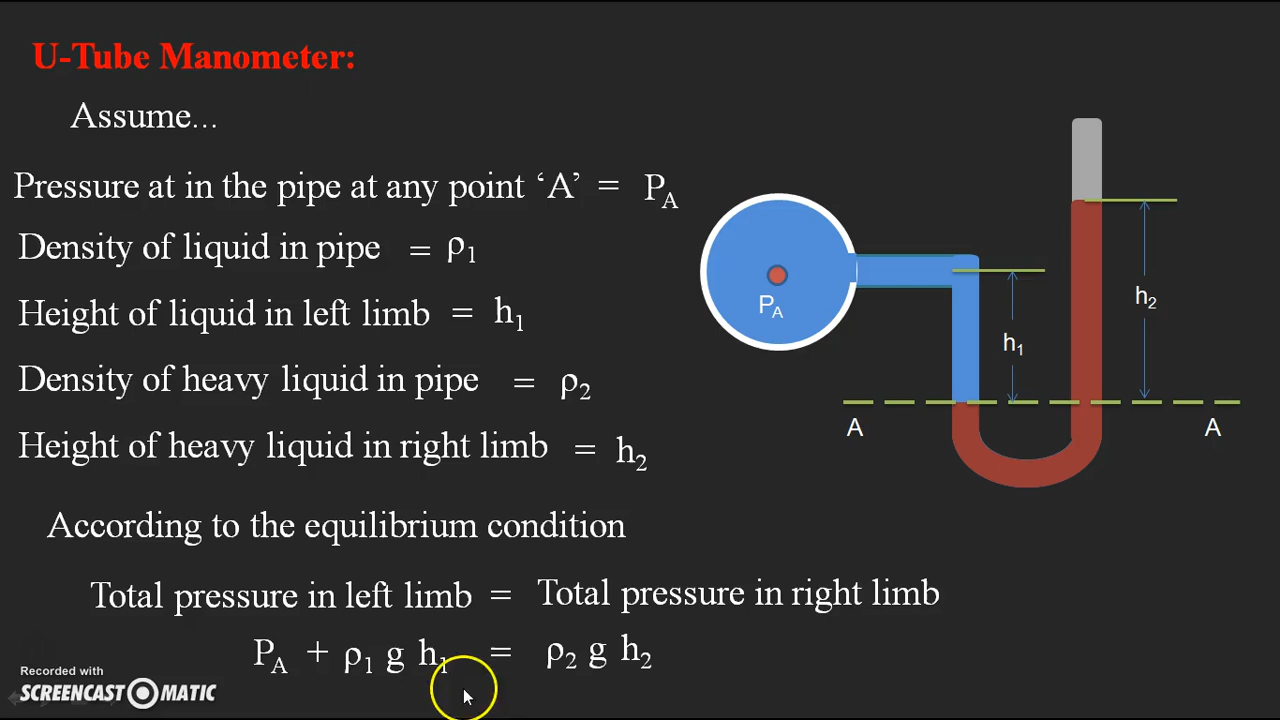 U-Tube Manometer:
Assume...
Pressure at in the pipe at any point ‘A’ = P_A
Density of liquid in pipe = ρ₁
Height of liquid in left limb = h₁
Density of heavy liquid in pipe = ρ₂
Height of heavy liquid in right limb = h₂
According to the equilibrium condition
Total pressure in left limb = Total pressure in right limb
P_A + ρ₁ g h₁ = ρ₂ g h₂
P_A
h₁
h₂
A
A
Recorded with
SCREENCAST MATIC